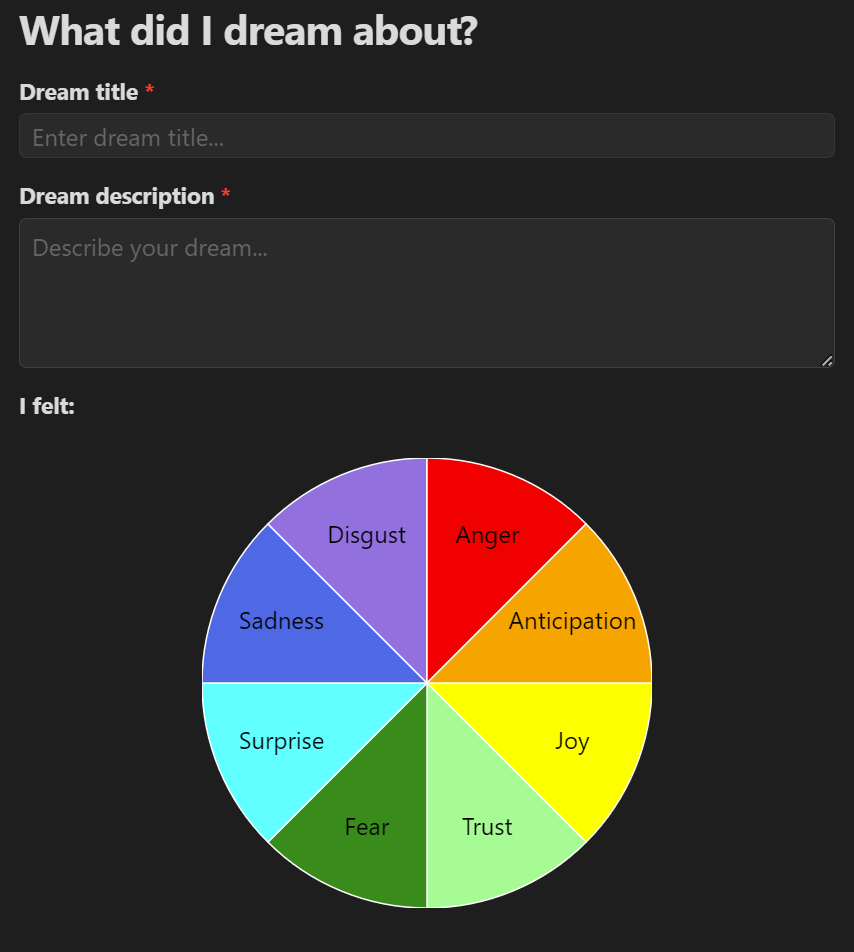 What did I dream about?
Dream title *
Enter dream title...
Dream description *
Describe your dream...
I felt:
Disgust
Anger
Sadness
Anticipation
Surprise
Joy
Fear
Trust